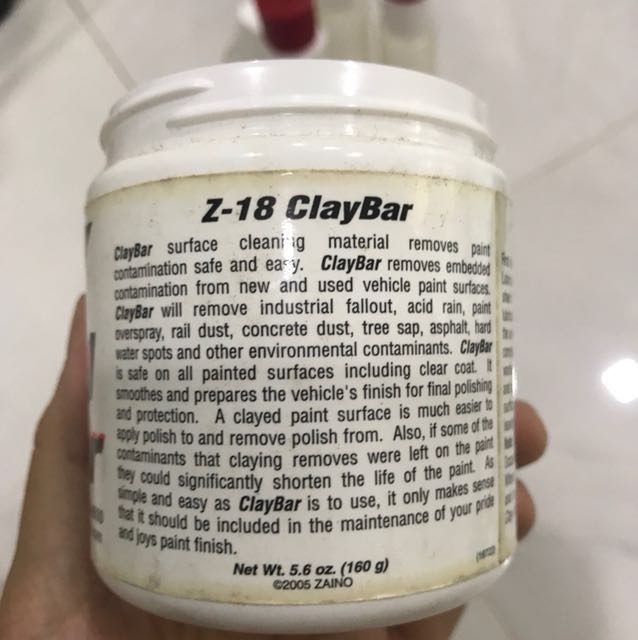 Z-18 ClayBar
ClayBar surface cleaning material removes paint
contamination safe and easy. ClayBar removes embedded
contamination from new and used vehicle paint surfaces.
ClayBar will remove industrial fallout, acid rain, paint
overspray, rail dust, concrete dust, tree sap, asphalt, hard
water spots and other environmental contaminants. ClayBar
is safe on all painted surfaces including clear coat. It
smoothes and prepares the vehicle's finish for final polishing
and protection. A clayed paint surface is much easier to
apply polish to and remove polish from. Also, if some of the
contaminants that claying removes were left on the paint
they could significantly shorten the life of the paint. As
simple and easy as ClayBar is to use, it only makes sense
that it should be included in the maintenance of your pride
and joys paint finish.
Net Wt. 5.6 oz. (160 g)
©2005 ZAINO